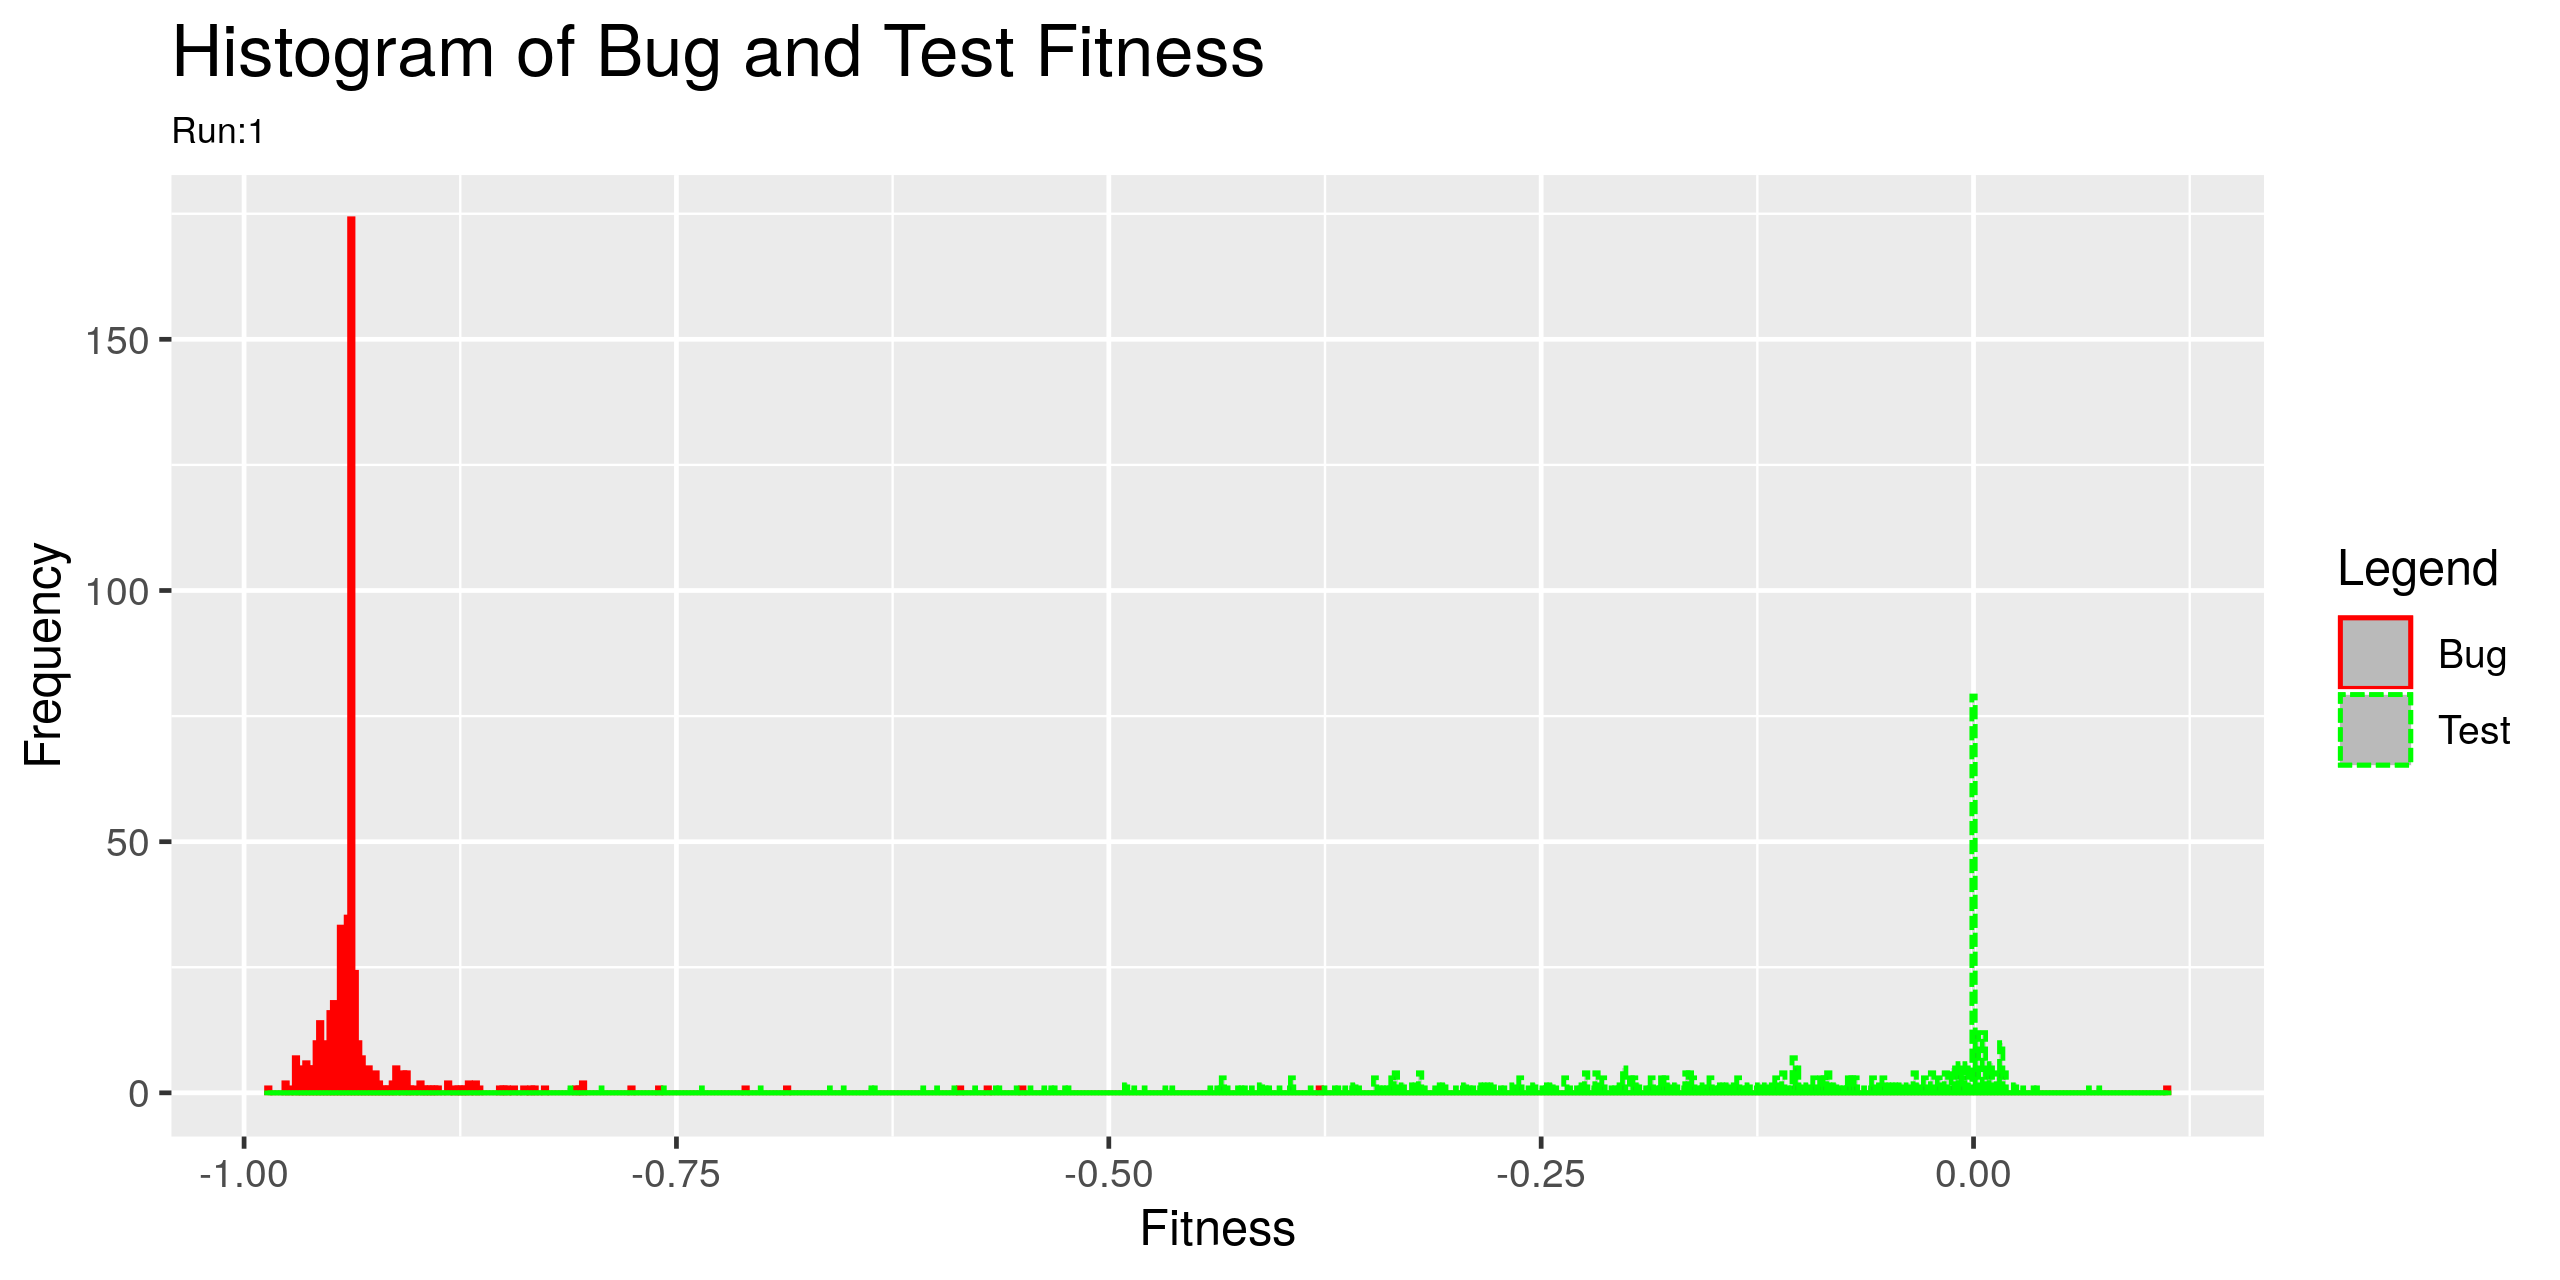 Histogram of Bug and Test Fitness
Run:1
150
100
50
0
Frequency
-1.00
-0.75
-0.50
-0.25
0.00
Fitness
Legend
Bug
Test